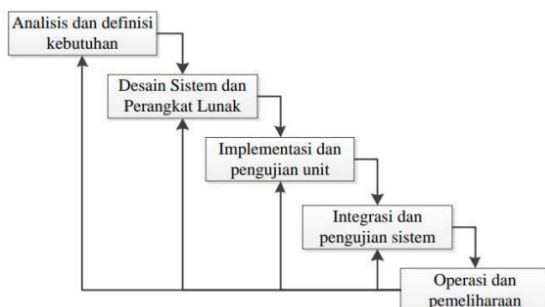 Analisis dan definisi
kebutuhan
Desain Sistem dan
Perangkat Lunak
Implementasi dan
pengujian unit
Integrasi dan
pengujian sistem
Operasi dan
pemeliharaan